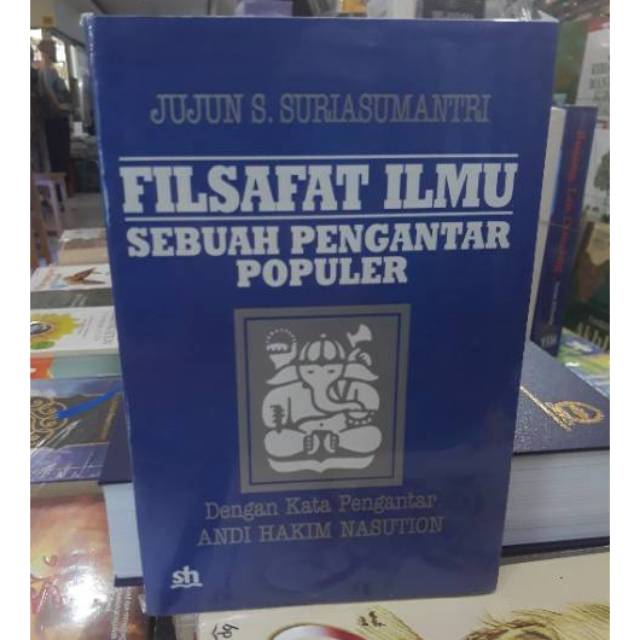 JUJUN S. SURIASUMANTRI
FILSAFAT ILMU
SEBUAH PENGANTAR
POPULER
Dengan Kata Pengantar
ANDI HAKIM NASUTION
sh